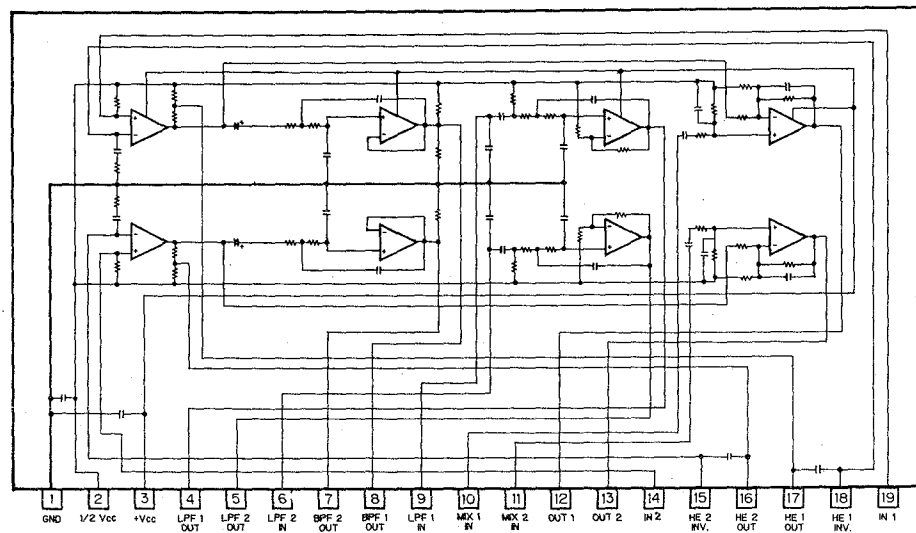 1 2 3 4 5 6 7 8 9 10 11 12 13 14 15 16 17 18 19
GND 1/2 Vcc +Vcc LPF 1 OUT LPF 2 OUT LPF 2 IN BPF 2 OUT BPF 1 OUT LPF 1 IN MIX 1 IN MIX 2 IN OUT 1 OUT 2 IN 2 HE 2 INV. HE 2 OUT HE 1 OUT HE 1 INV. IN 1